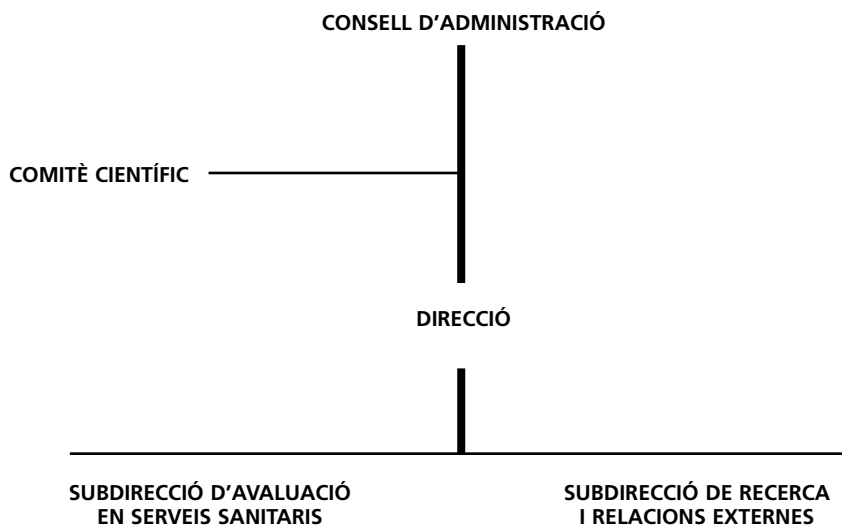 CONSELL D’ADMINISTRACIÓ
COMITÈ CIENTÍFIC
DIRECCIÓ
SUBDIRECCIÓ D’AVALUACIÓ
EN SERVEIS SANITARIS
SUBDIRECCIÓ DE RECERCA
I RELACIONS EXTERNES